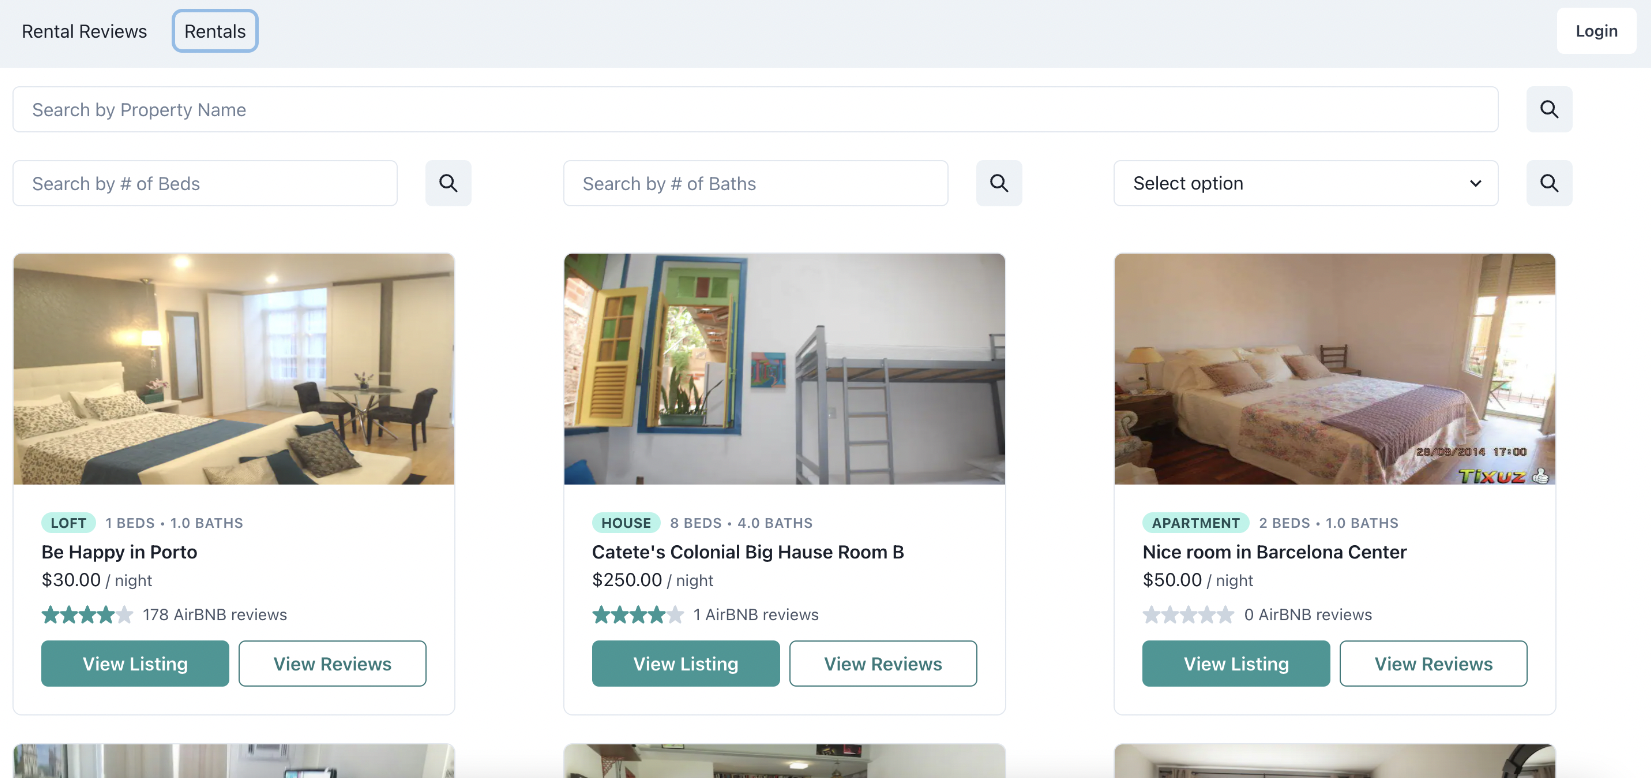 Rental Reviews
Rentals
Login
Search by Property Name
Search by # of Beds
Search by # of Baths
Select option
28/09/2014 17:00
Tixuz
LOFT 1 BEDS • 1.0 BATHS
Be Happy in Porto
$30.00 / night
178 AirBNB reviews
View Listing
View Reviews
HOUSE 8 BEDS • 4.0 BATHS
Catete's Colonial Big Hause Room B
$250.00 / night
1 AirBNB reviews
View Listing
View Reviews
APARTMENT 2 BEDS • 1.0 BATHS
Nice room in Barcelona Center
$50.00 / night
0 AirBNB reviews
View Listing
View Reviews